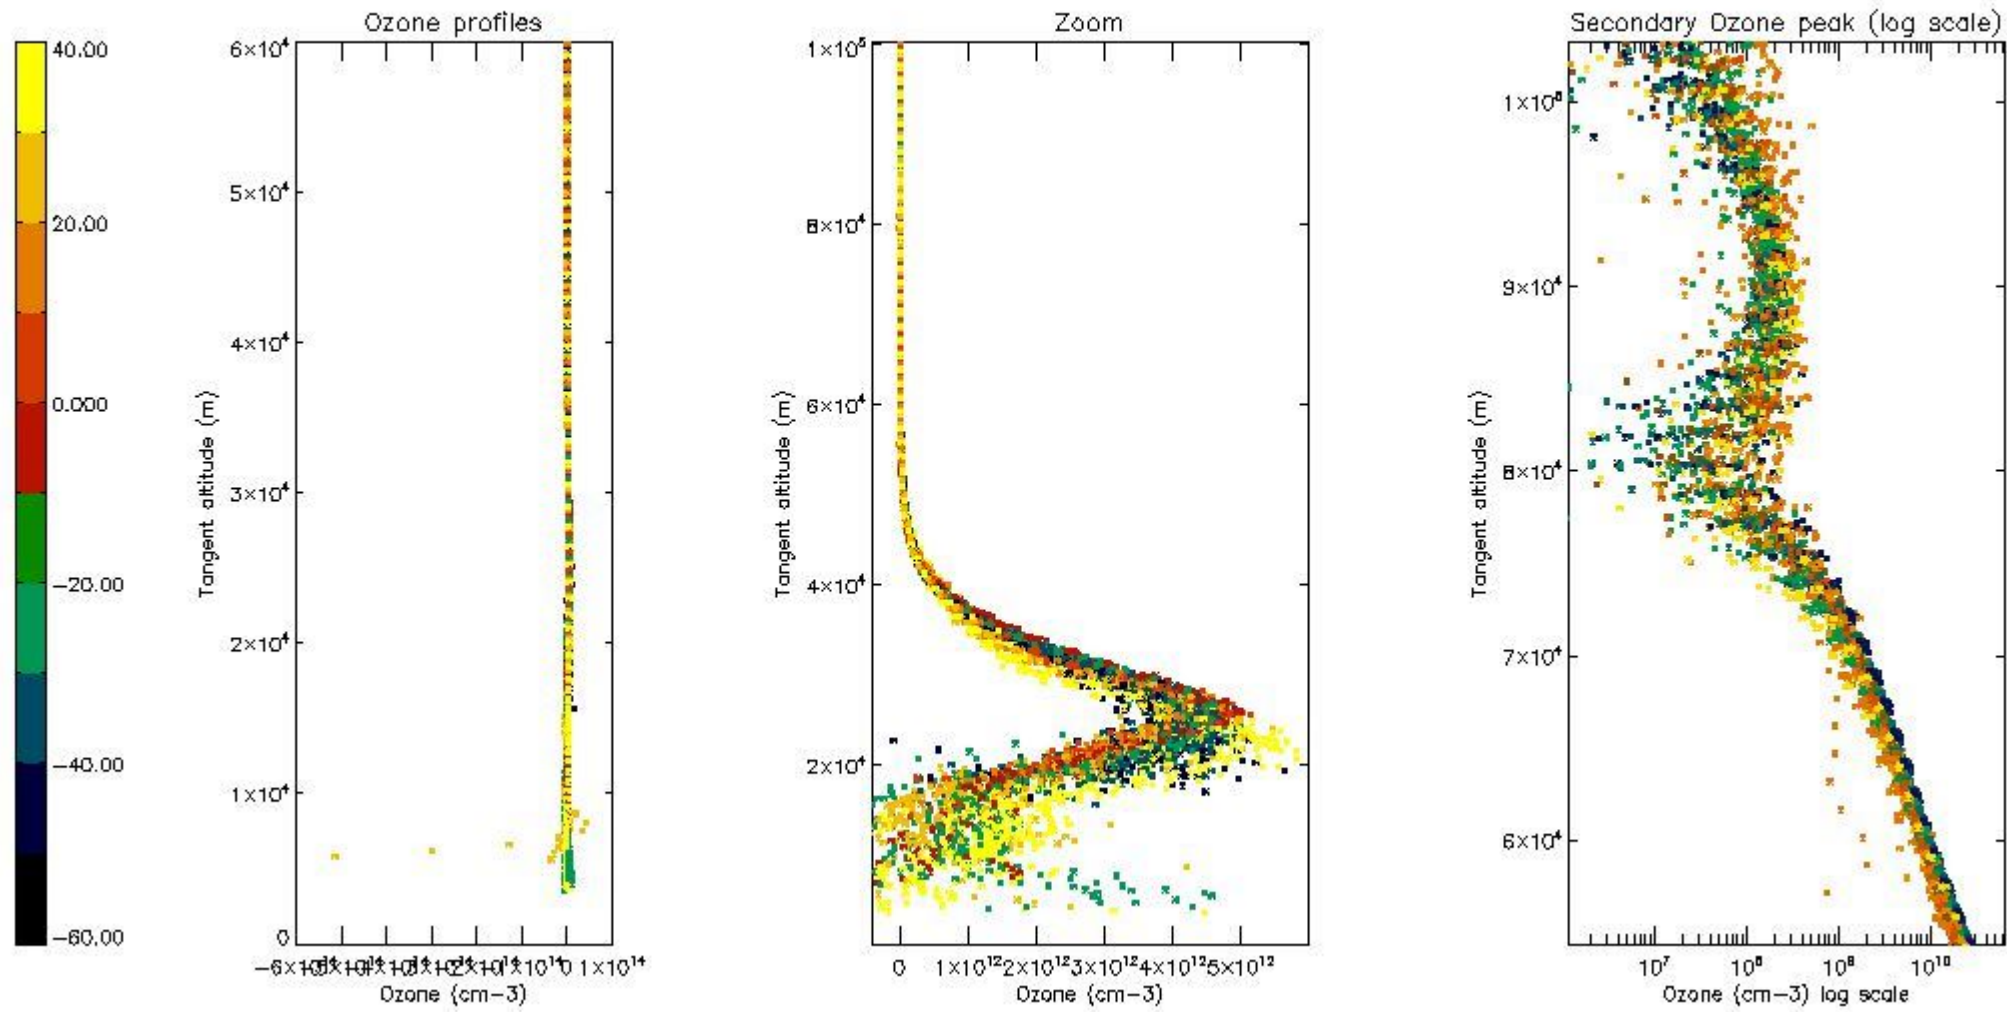 Ozone profiles
Zoom
Secondary Ozone peak (log scale)
40.00
20.00
0.000
−20.00
−40.00
−60.00
Tangent altitude (m)
6×10⁴
5×10⁴
4×10⁴
3×10⁴
2×10⁴
1×10⁴
0
0 1×10¹⁴
Ozone (cm−3)
Tangent altitude (m)
1×10⁵
8×10⁴
6×10⁴
4×10⁴
2×10⁴
0 1×10¹² 2×10¹² 3×10¹² 4×10¹² 5×10¹²
Ozone (cm−3)
Tangent altitude (m)
1×10⁵
9×10⁴
8×10⁴
7×10⁴
6×10⁴
10⁷ 10⁸ 10⁹ 10¹⁰
Ozone (cm−3) log scale